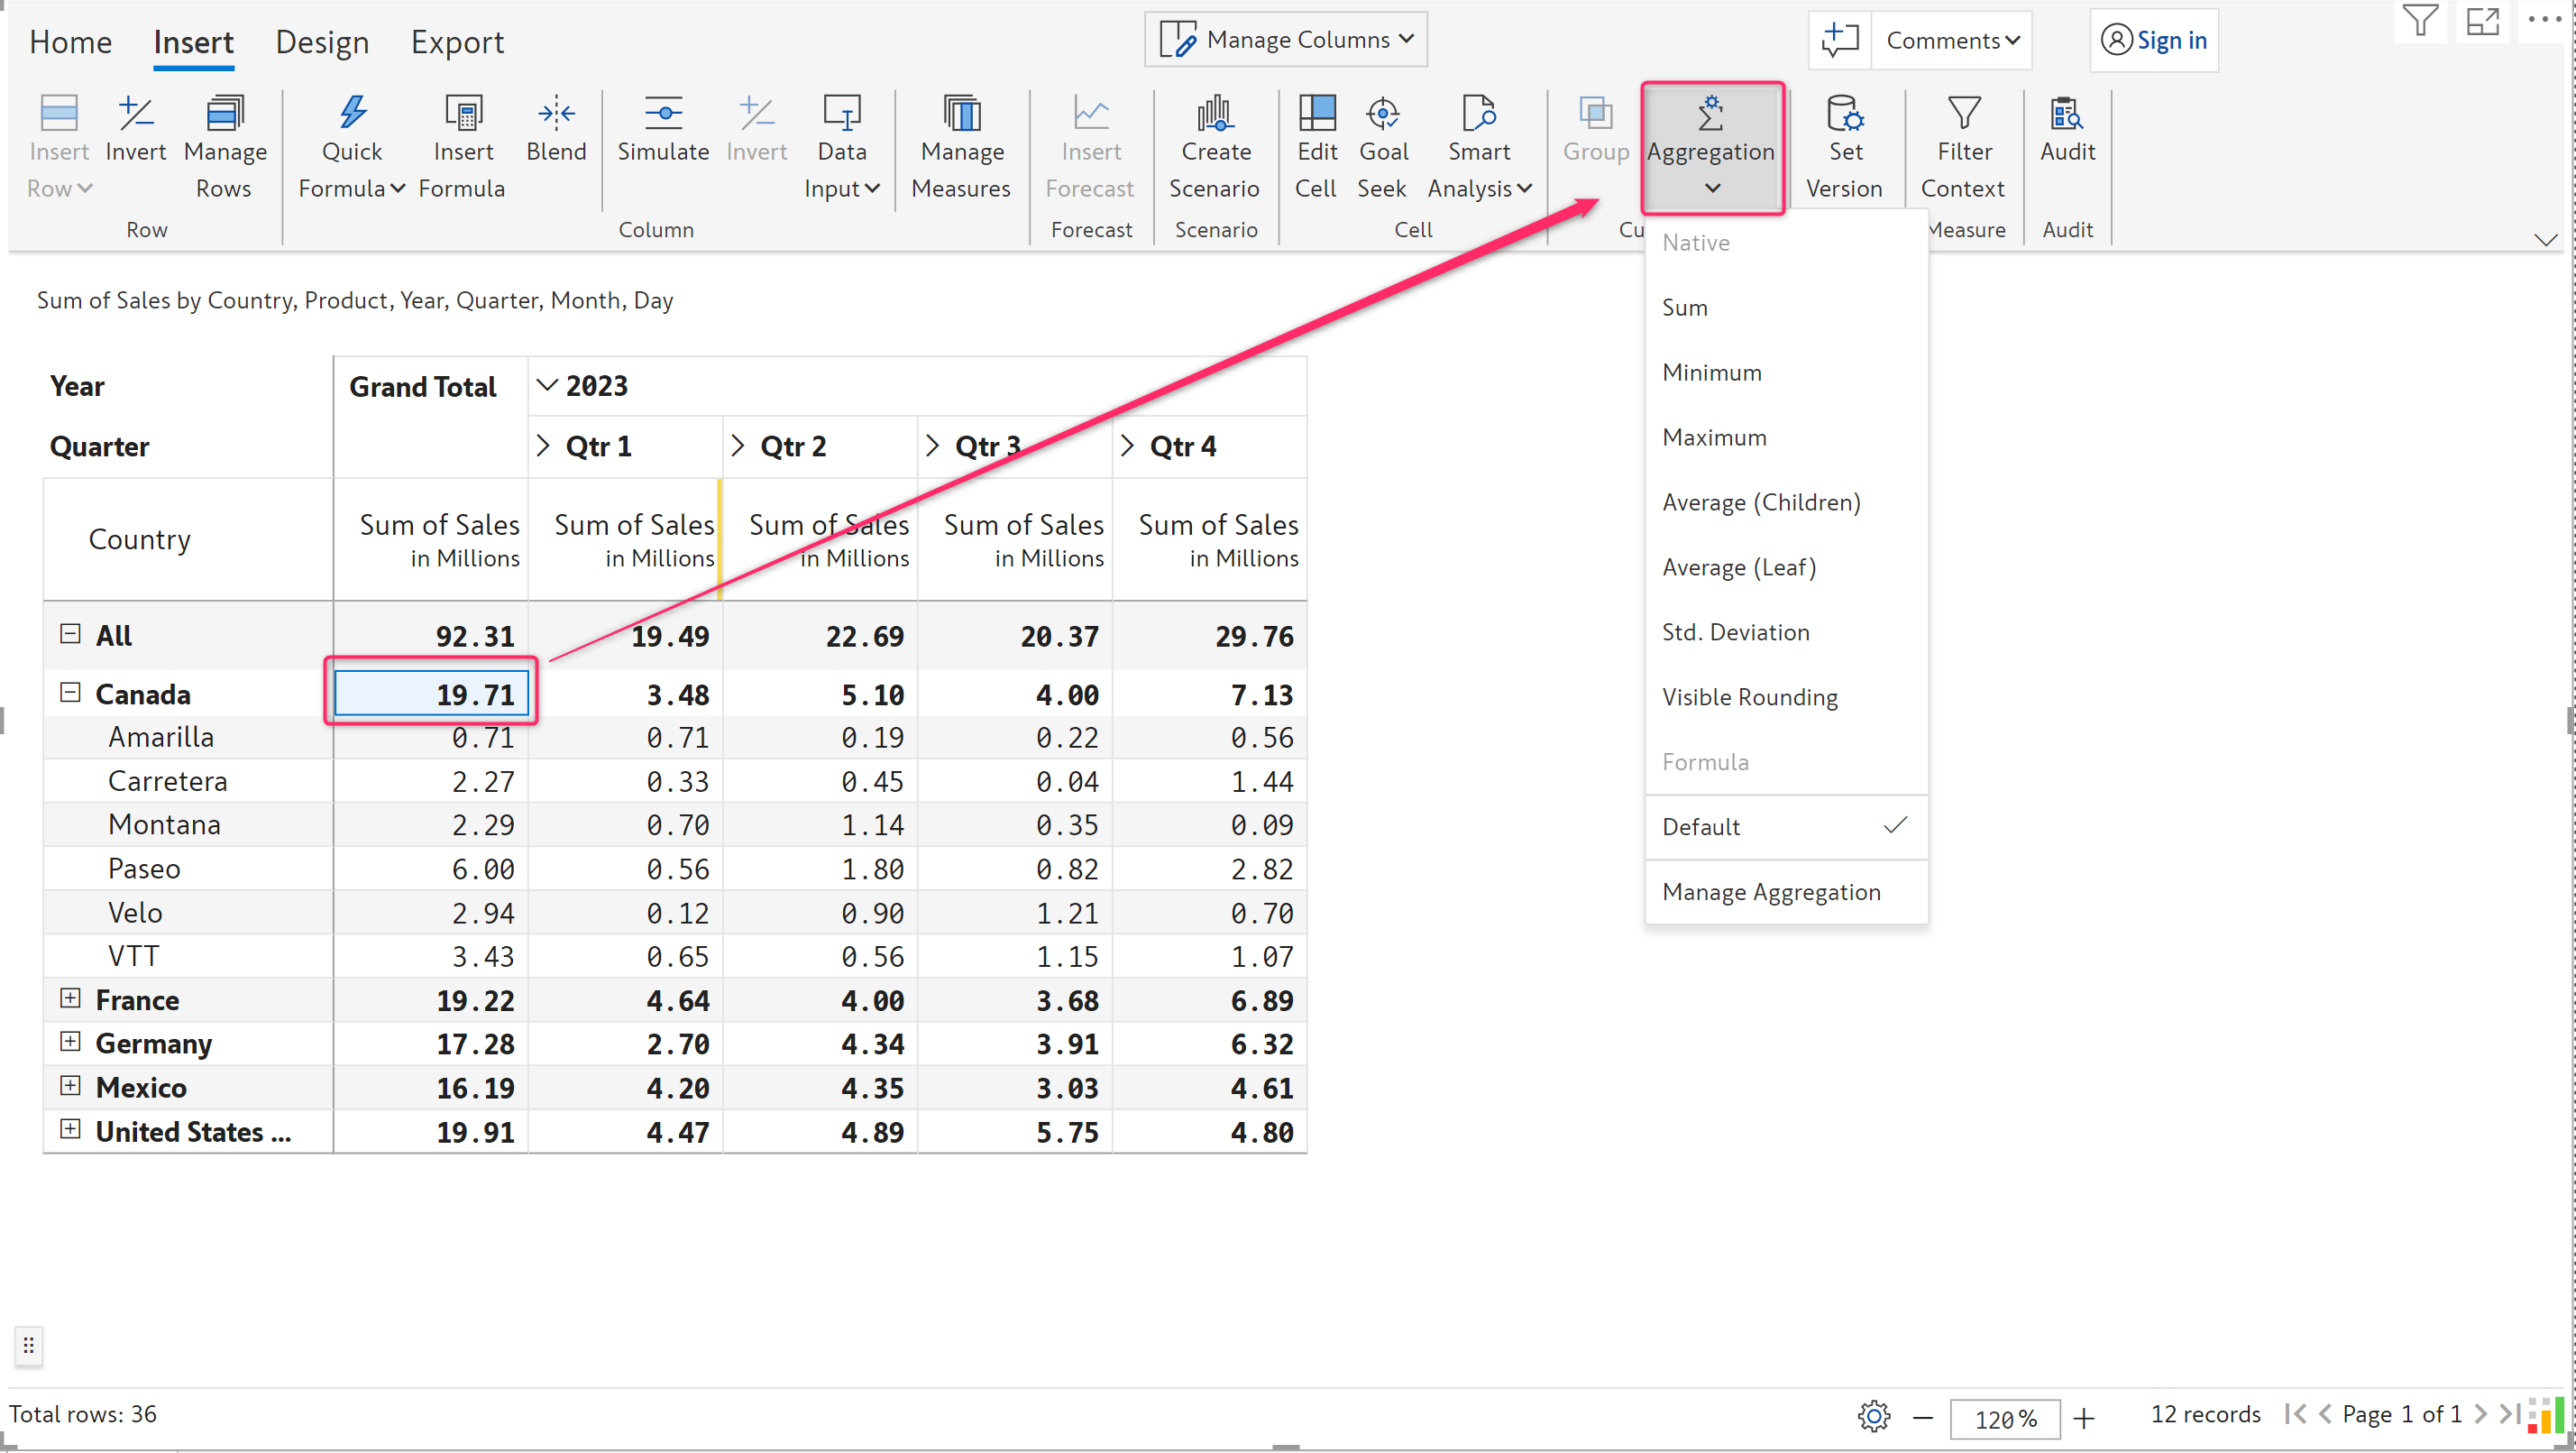 Home Insert Design Export
Manage Columns
Comments
Sign in
Insert Row
Invert
Manage Rows
Row
Quick Formula
Insert Formula
Blend
Simulate
Invert
Data Input
Column
Manage Measures
Insert Forecast
Forecast
Create Scenario
Scenario
Edit Cell
Goal Seek
Smart Analysis
Cell
Group
Aggregation
Cu
Set Version
Filter Context
Measure
Audit
Audit
Native
Sum
Minimum
Maximum
Average (Children)
Average (Leaf)
Std. Deviation
Visible Rounding
Formula
Default
Manage Aggregation
Sum of Sales by Country, Product, Year, Quarter, Month, Day
Year Grand Total 2023
Quarter Qtr 1 Qtr 2 Qtr 3 Qtr 4
Country Sum of Sales Sum of Sales Sum of Sales Sum of Sales Sum of Sales
in Millions in Millions in Millions in Millions in Millions
All 92.31 19.49 22.69 20.37 29.76
Canada 19.71 3.48 5.10 4.00 7.13
Amarilla 0.71 0.71 0.19 0.22 0.56
Carretera 2.27 0.33 0.45 0.04 1.44
Montana 2.29 0.70 1.14 0.35 0.09
Paseo 6.00 0.56 1.80 0.82 2.82
Velo 2.94 0.12 0.90 1.21 0.70
VTT 3.43 0.65 0.56 1.15 1.07
France 19.22 4.64 4.00 3.68 6.89
Germany 17.28 2.70 4.34 3.91 6.32
Mexico 16.19 4.20 4.35 3.03 4.61
United States ... 19.91 4.47 4.89 5.75 4.80
Total rows: 36
120 %
12 records
Page 1 of 1